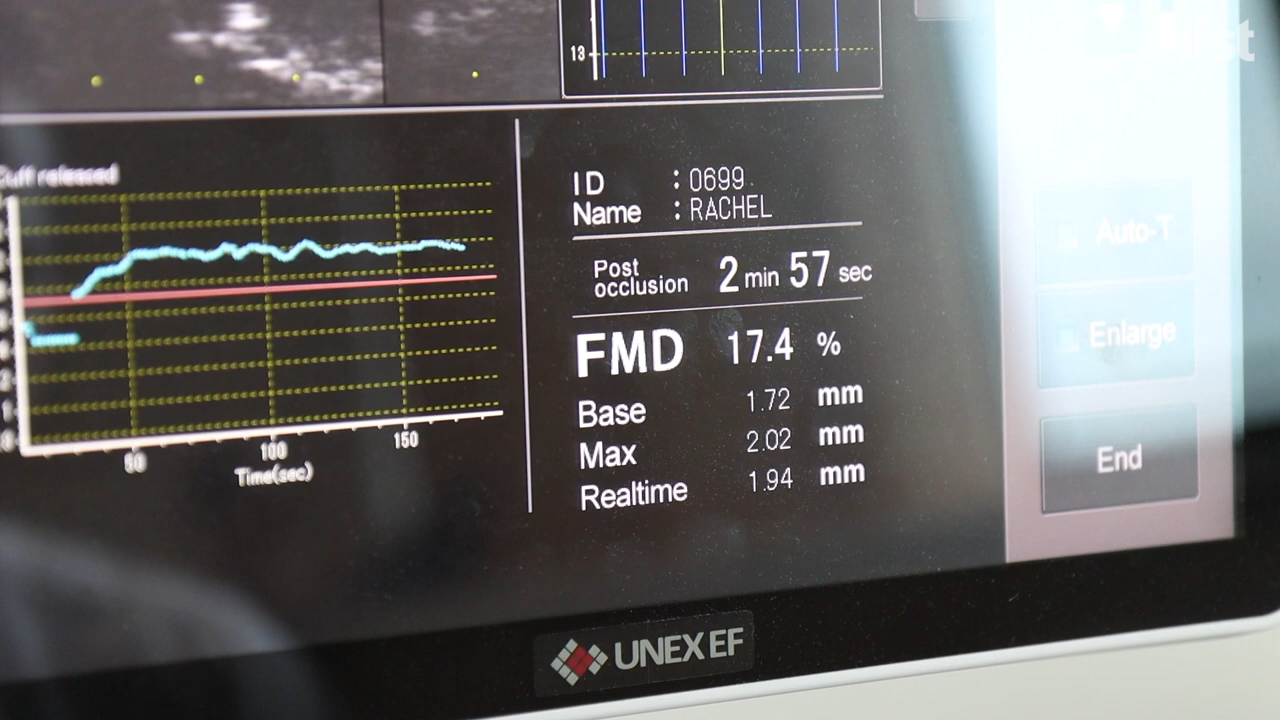 13
Cuff released
ID : 0699
Name : RACHEL
Post occlusion 2 min 57 sec
FMD 17.4 %
Base 1.72 mm
Max 2.02 mm
Realtime 1.94 mm
50 100 150
Time(sec)
Auto-T
Enlarge
End
UNEX EF